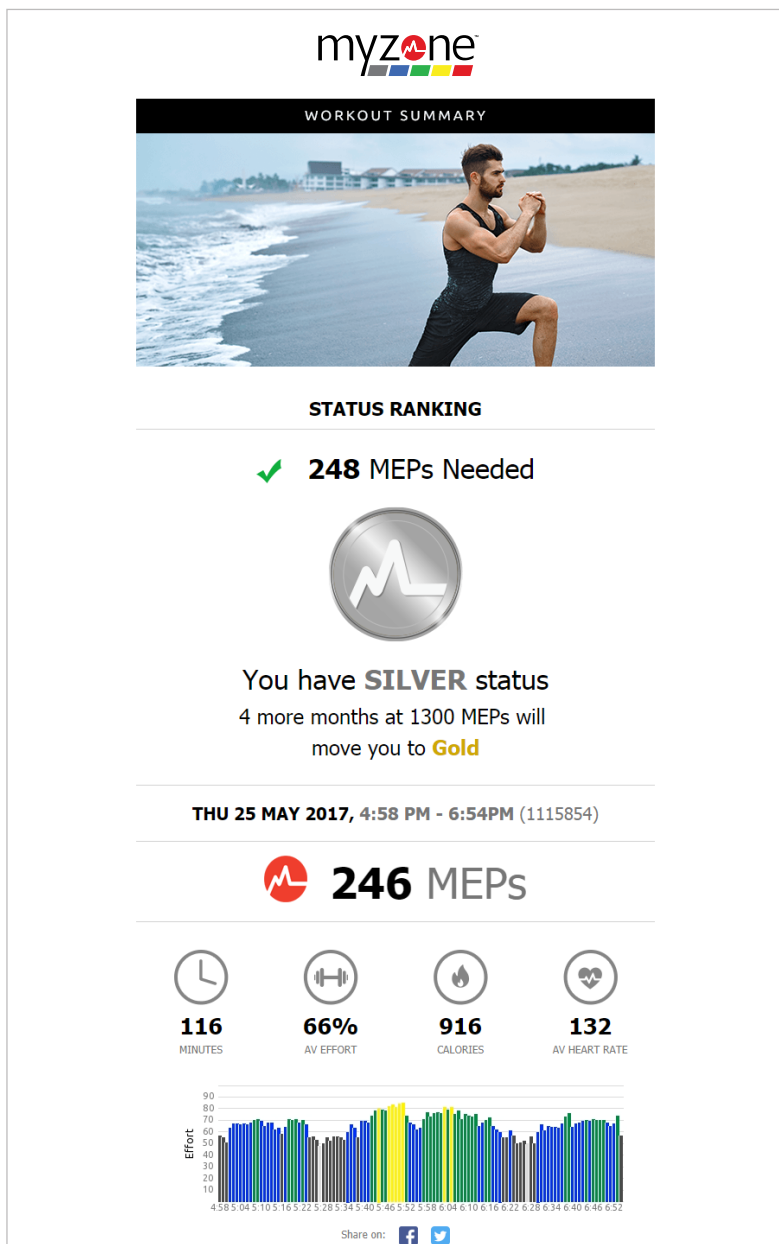 myzone
WORKOUT SUMMARY
STATUS RANKING
248 MEPs Needed
You have SILVER status
4 more months at 1300 MEPs will
move you to Gold
THU 25 MAY 2017, 4:58 PM - 6:54PM (1115854)
246 MEPs
116 66% 916 132
MINUTES AV EFFORT CALORIES AV HEART RATE
Effort
90
80
70
60
50
40
30
20
10
4:58 5:04 5:10 5:16 5:22 5:28 5:34 5:40 5:46 5:52 5:58 6:04 6:10 6:16 6:22 6:28 6:34 6:40 6:46 6:52
Share on: